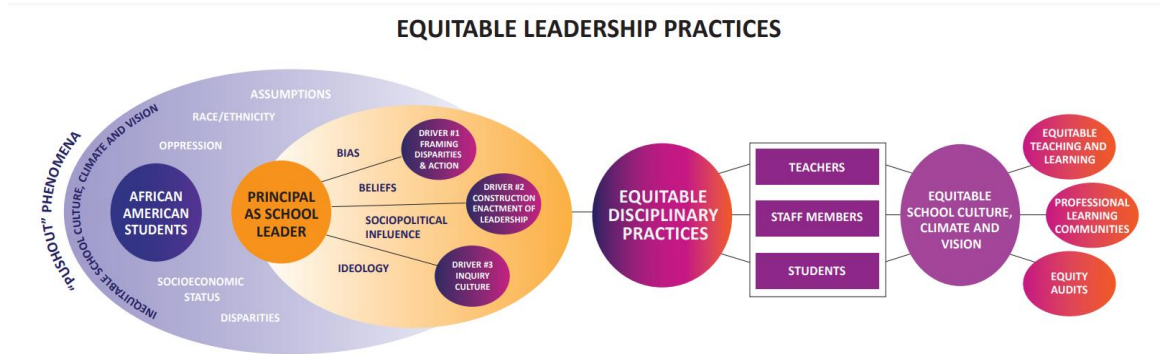 EQUITABLE LEADERSHIP PRACTICES
"PUSHOUT" PHENOMENA
INEQUITABLE SCHOOL CULTURE, CLIMATE AND VISION
ASSUMPTIONS
RACE/ETHNICITY
OPPRESSION
AFRICAN
AMERICAN
STUDENTS
SOCIOECONOMIC
STATUS
DISPARITIES
PRINCIPAL
AS SCHOOL
LEADER
BIAS
BELIEFS
SOCIOPOLITICAL
INFLUENCE
IDEOLOGY
DRIVER #1
FRAMING
DISPARITIES
& ACTION
DRIVER #2
CONSTRUCTION
ENACTMENT OF
LEADERSHIP
DRIVER #3
INQUIRY
CULTURE
EQUITABLE
DISCIPLINARY
PRACTICES
TEACHERS
STAFF MEMBERS
STUDENTS
EQUITABLE
SCHOOL CULTURE,
CLIMATE AND
VISION
EQUITABLE
TEACHING AND
LEARNING
PROFESSIONAL
LEARNING
COMMUNITIES
EQUITY
AUDITS